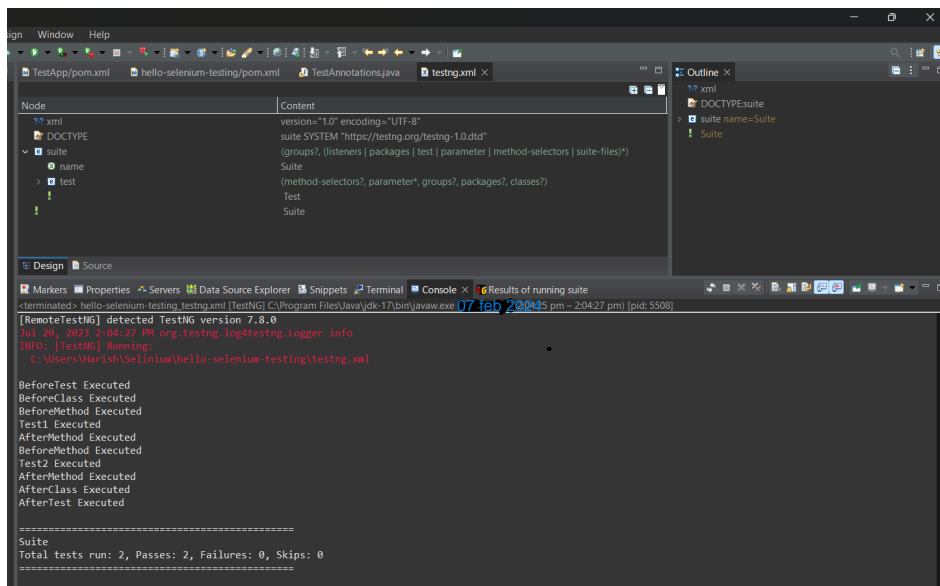 sign Window Help
TestApp/pom.xml hello-selenium-testing/pom.xml TestAnnotations.java testng.xml Outline
Node Content
xml version="1.0" encoding="UTF-8"
DOCTYPE suite SYSTEM "https://testng.org/testng-1.0.dtd"
suite (groups?, (listeners | packages | test | parameter | method-selectors | suite-files)*)
name Suite
test (method-selectors?, parameter*, groups?, packages?, classes?)
Test
Suite
?-? xml
DOCTYPE:suite
suite name=Suite
Suite
Design Source
Markers Properties Servers Data Source Explorer Snippets Terminal Console Results of running suite
<terminated> hello-selenium-testing_testng.xml [TestNG] C:\Program Files\Java\jdk-17\bin\javaw.exe 07 feb 2024 pm – 2:04:27 pm) [pid: 5508]
[RemoteTestNG] detected TestNG version 7.8.0
Jul 20, 2023 2:04:27 PM org.testng.log4testng.Logger info
INFO: [TestNG] Running:
C:\Users\Harish\Selinium\hello-selenium-testing\testng.xml
BeforeTest Executed
BeforeClass Executed
BeforeMethod Executed
Test1 Executed
AfterMethod Executed
BeforeMethod Executed
Test2 Executed
AfterMethod Executed
AfterClass Executed
AfterTest Executed
===============================================
Suite
Total tests run: 2, Passes: 2, Failures: 0, Skips: 0
===============================================